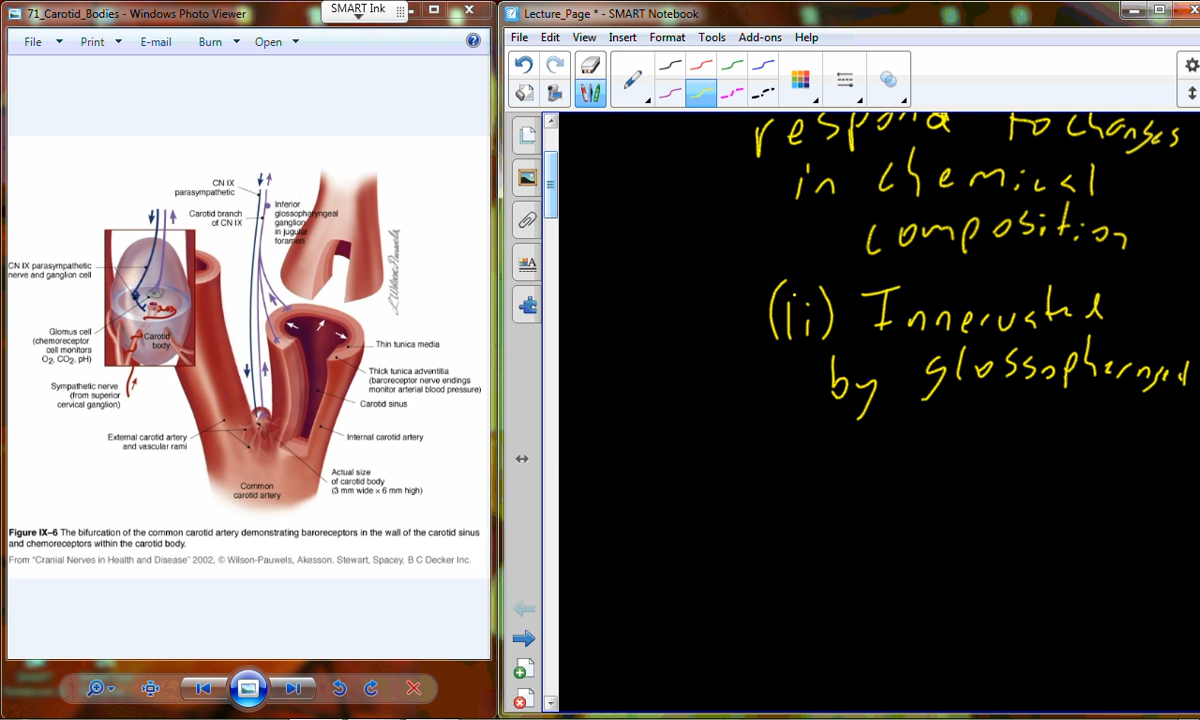 71_Carotid_Bodies - Windows Photo Viewer
SMART Ink
File Print E-mail Burn Open
CN IX
parasympathetic
Carotid branch
of CN IX
Inferior
glossopharyngeal
ganglion
in jugular
foramen
CN IX parasympathetic
nerve and ganglion cell
Glomus cell
(chemoreceptor
cell monitors
O2, CO2, pH)
Carotid
body
Sympathetic nerve
(from superior
cervical ganglion)
Thin tunica media
Thick tunica adventitia
(baroreceptor nerve endings
monitor arterial blood pressure)
Carotid sinus
External carotid artery
and vascular rami
Internal carotid artery
Actual size
of carotid body
(3 mm wide × 6 mm high)
Common
carotid artery
L. Wilson-Pauwels
Figure IX–6 The bifurcation of the common carotid artery demonstrating baroreceptors in the wall of the carotid sinus
and chemoreceptors within the carotid body.
From "Cranial Nerves in Health and Disease" 2002, © Wilson-Pauwels, Akesson, Stewart, Spacey, B C Decker Inc.
Lecture_Page * - SMART Notebook
File Edit View Insert Format Tools Add-ons Help
respond to changes
in chemical
composition
(ii) Innervated
by glossopharngeal